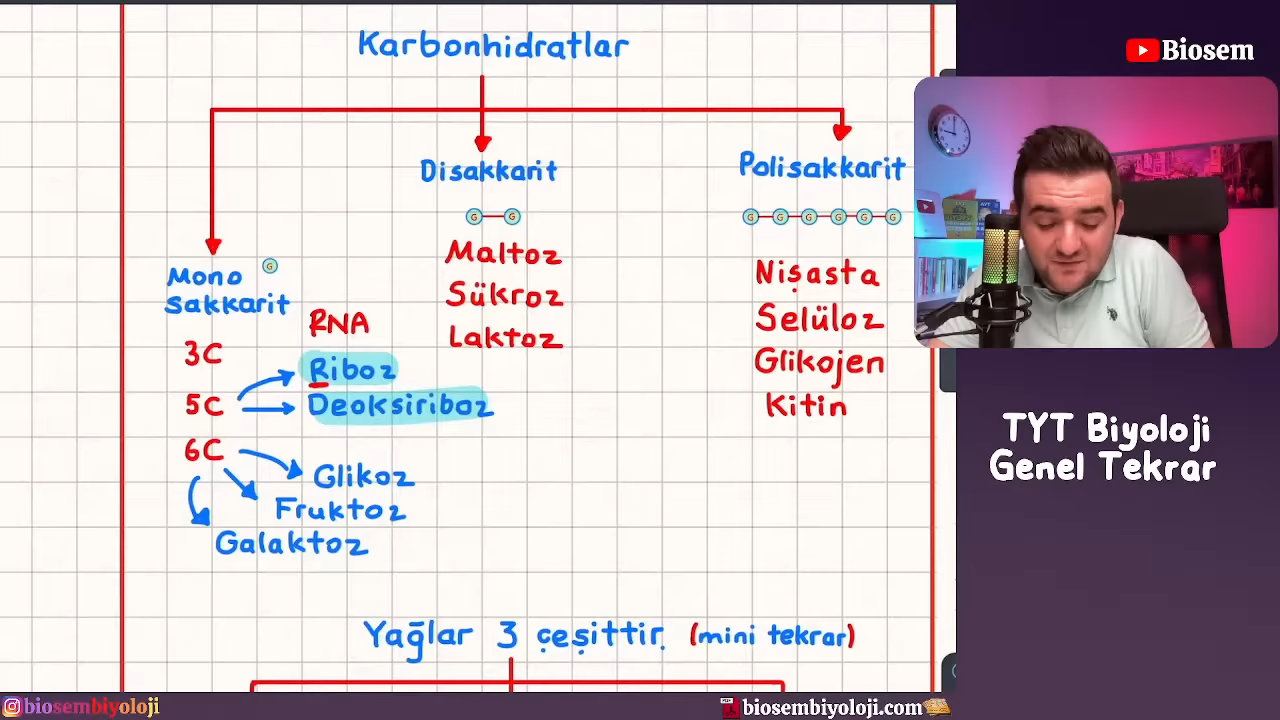 Karbonhidratlar
Biosem
Disakkarit
Polisakkarit
G G
G G G G G G
Mono G
Sakkarit
Maltoz
Sükroz
Laktoz
Nişasta
Selüloz
Glikojen
Kitin
RNA
3C
5C
Riboz
Deoksiriboz
6C
Glikoz
Fruktoz
Galaktoz
TYT Biyoloji
Genel Tekrar
Yağlar 3 çeşittir. (mini tekrar)
biosembiyoloji
biosembiyoloji.com